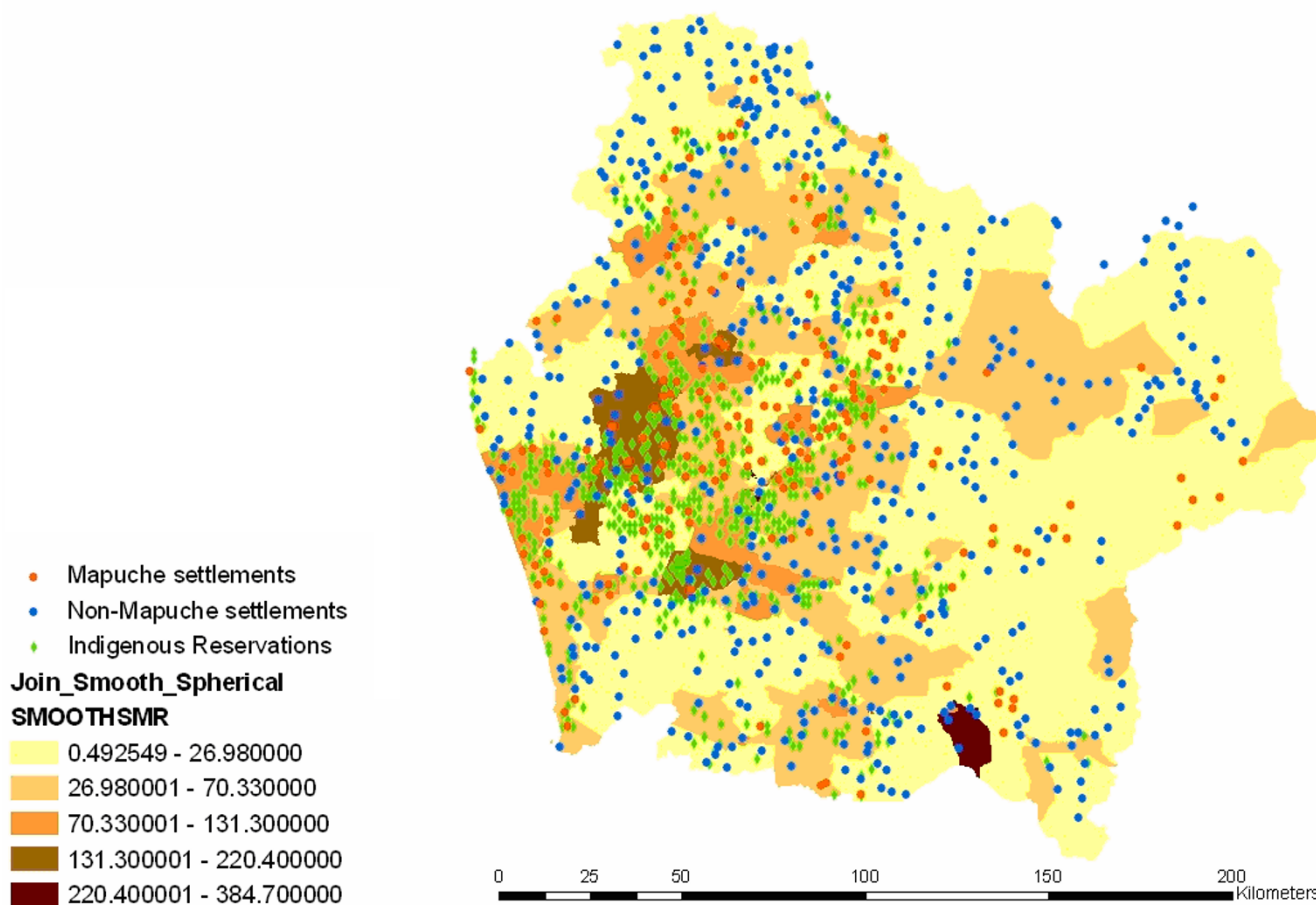 Mapuche settlements
Non-Mapuche settlements
Indigenous Reservations
Join_Smooth_Spherical
SMOOTHSMR
0.492549 - 26.980000
26.980001 - 70.330000
70.330001 - 131.300000
131.300001 - 220.400000
220.400001 - 384.700000
0 25 50 100 150 200
Kilometers